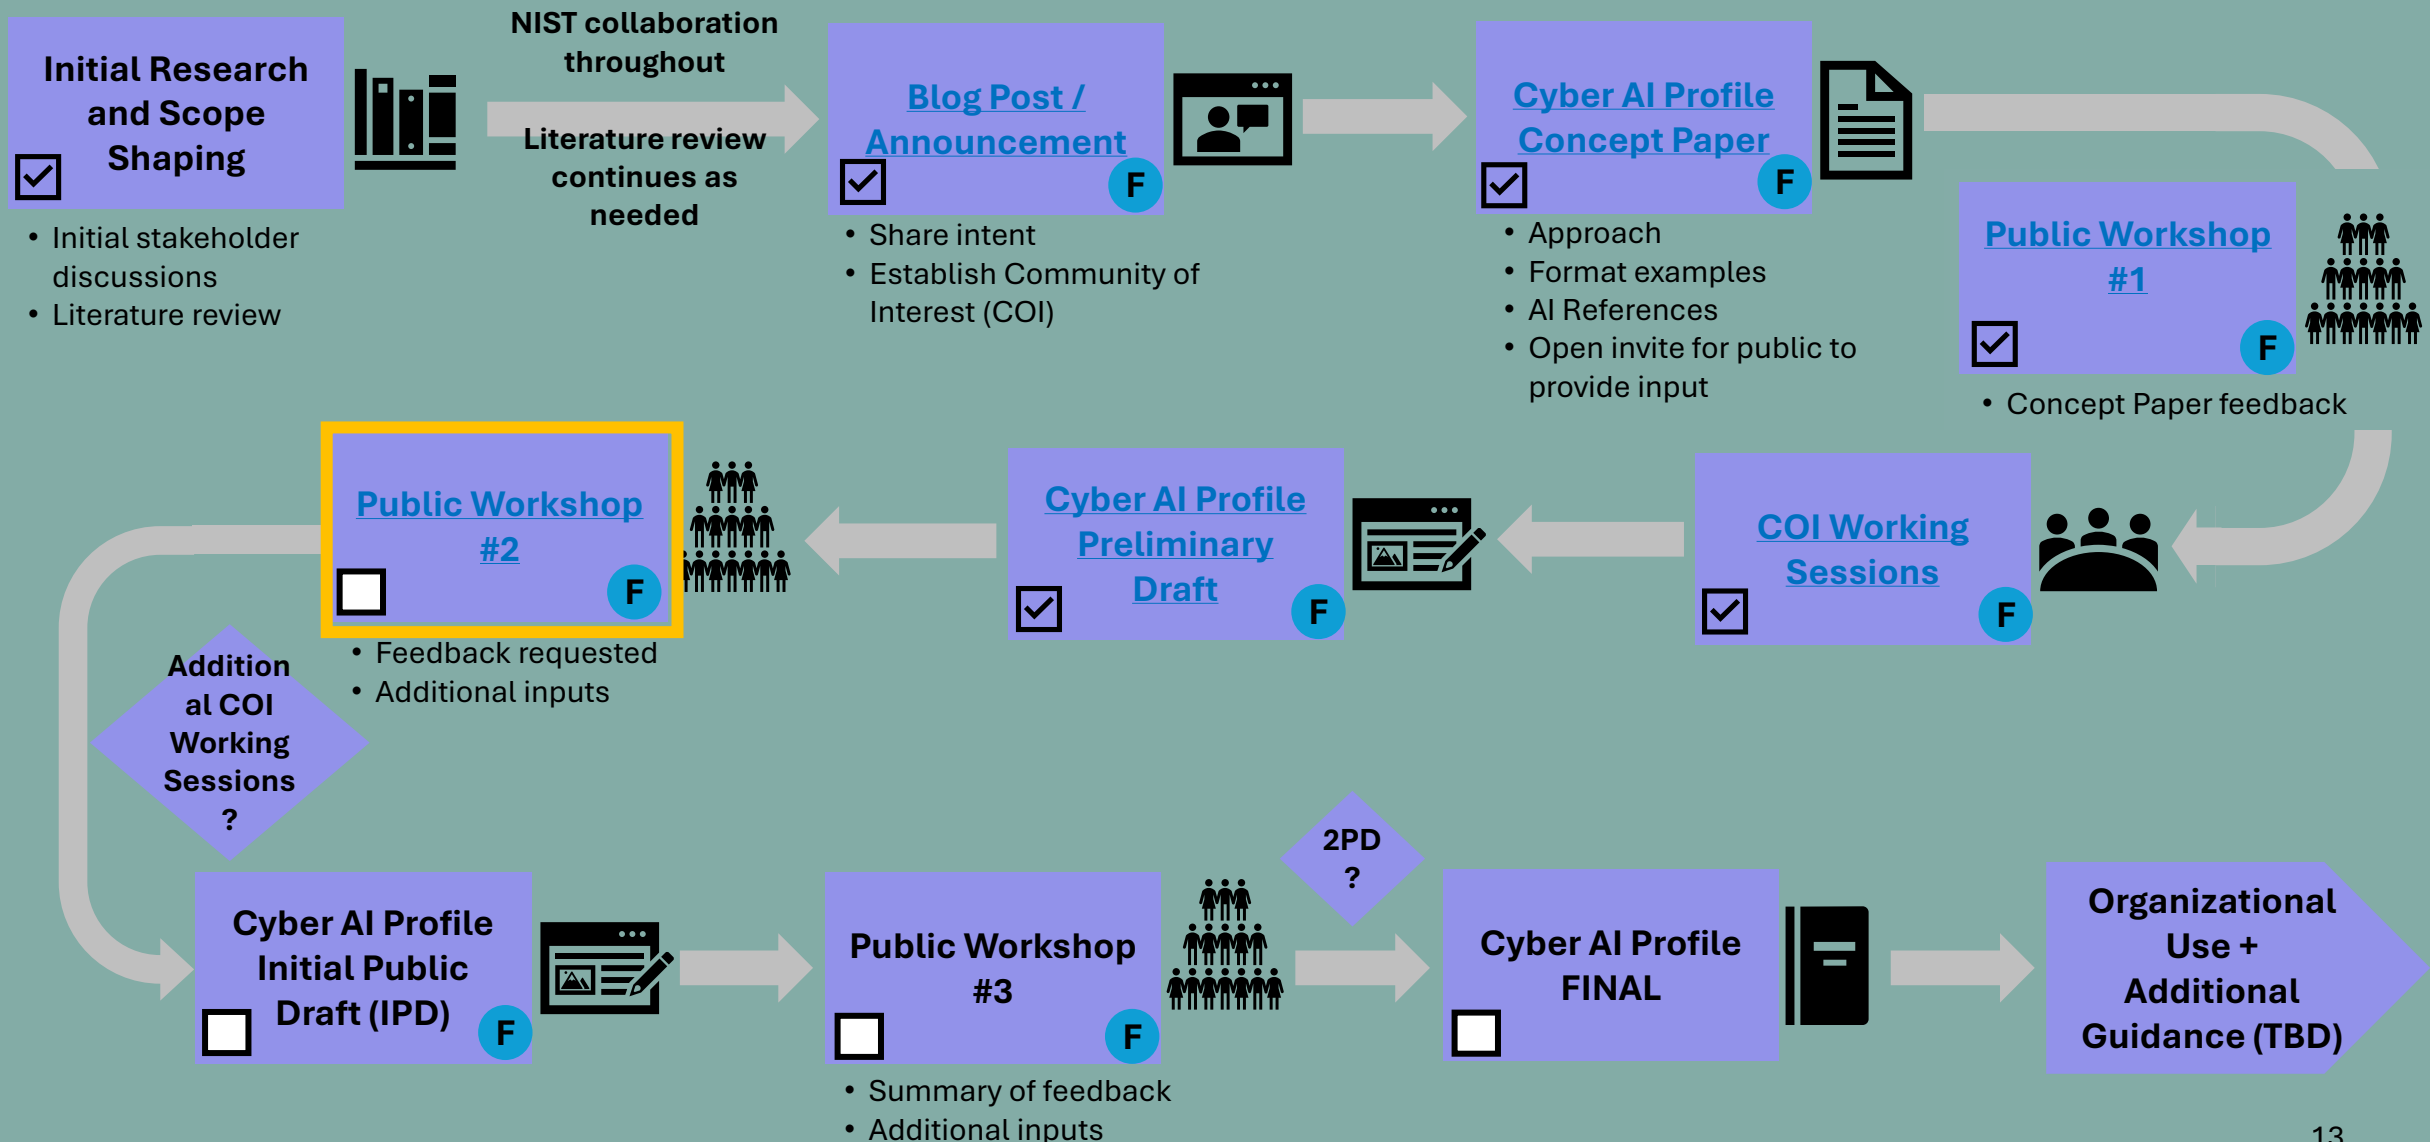 Initial Research
and Scope
Shaping
• Initial stakeholder
discussions
• Literature review
NIST collaboration
throughout
Literature review
continues as
needed
Blog Post /
Announcement
F
• Share intent
• Establish Community of
Interest (COI)
Cyber AI Profile
Concept Paper
F
• Approach
• Format examples
• AI References
• Open invite for public to
provide input
Public Workshop
#1
F
• Concept Paper feedback
COI Working
Sessions
F
Cyber AI Profile
Preliminary
Draft
F
Public Workshop
#2
F
• Feedback requested
• Additional inputs
Addition
al COI
Working
Sessions
?
Cyber AI Profile
Initial Public
Draft (IPD)
F
Public Workshop
#3
F
• Summary of feedback
• Additional inputs
2PD
?
Cyber AI Profile
FINAL
Organizational
Use +
Additional
Guidance (TBD)
13